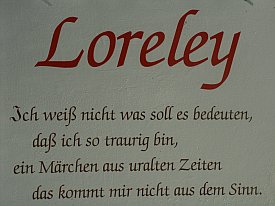 Loreley
Ich weiß nicht was soll es bedeuten,
daß ich so traurig bin,
ein Märchen aus uralten Zeiten
das kommt mir nicht aus dem Sinn.